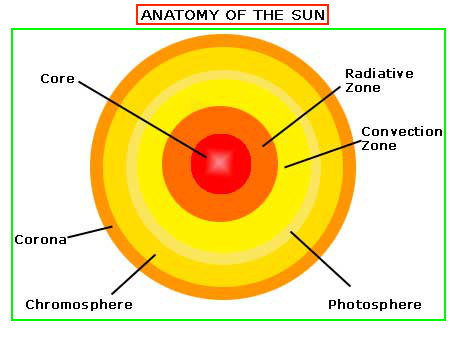 ANATOMY OF THE SUN
Core
Radiative
Zone
Convection
Zone
Corona
Chromosphere
Photosphere